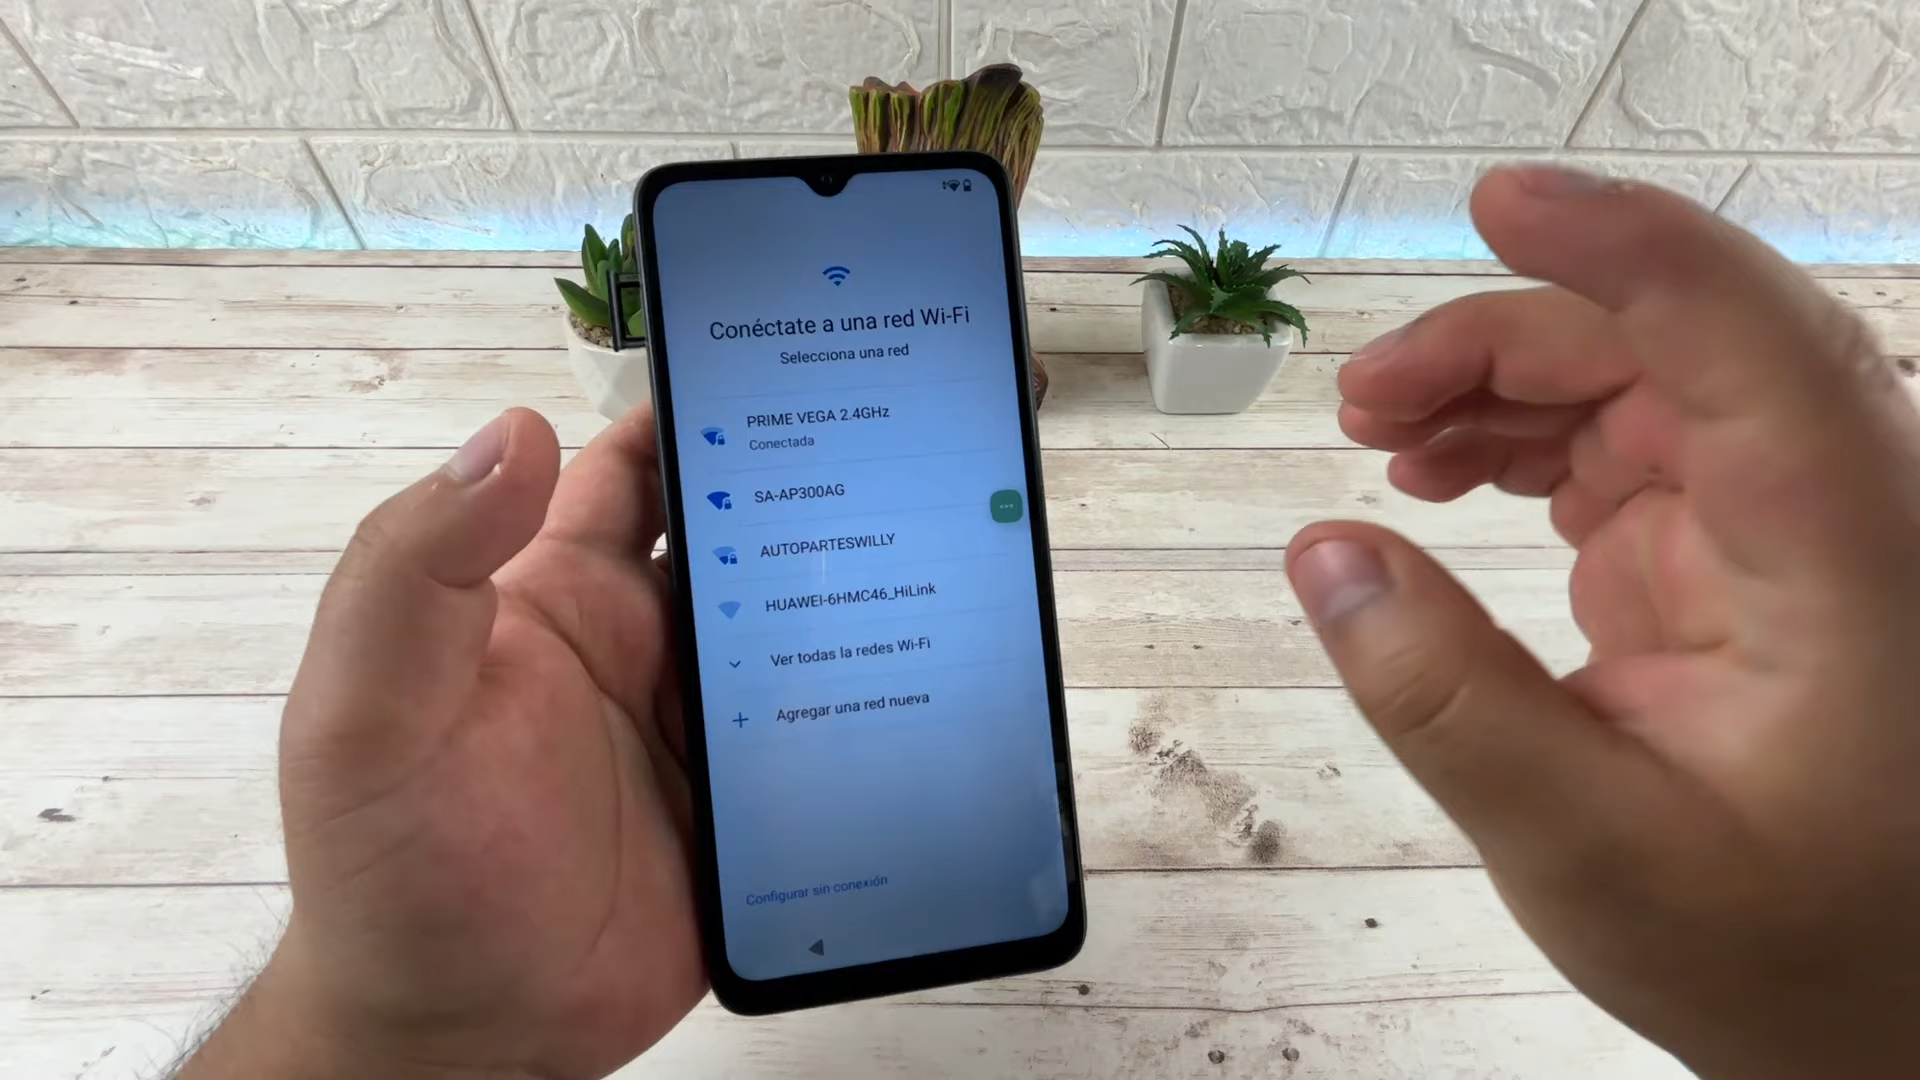 Conéctate a una red Wi-Fi
Selecciona una red
PRIME VEGA 2.4GHz
Conectada
SA-AP300AG
AUTOPARTESWILLY
HUAWEI-6HMC46_HiLink
Ver todas la redes Wi-Fi
Agregar una red nueva
Configurar sin conexión